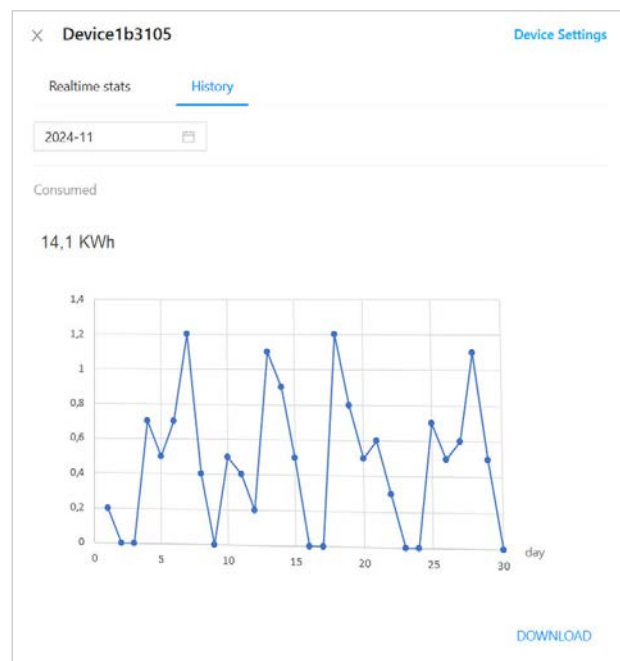 Device1b3105
Device Settings
Realtime stats
History
2024-11
Consumed
14,1 KWh
1,4
1,2
1
0,8
0,6
0,4
0,2
0
0 5 10 15 20 25 30
day
DOWNLOAD